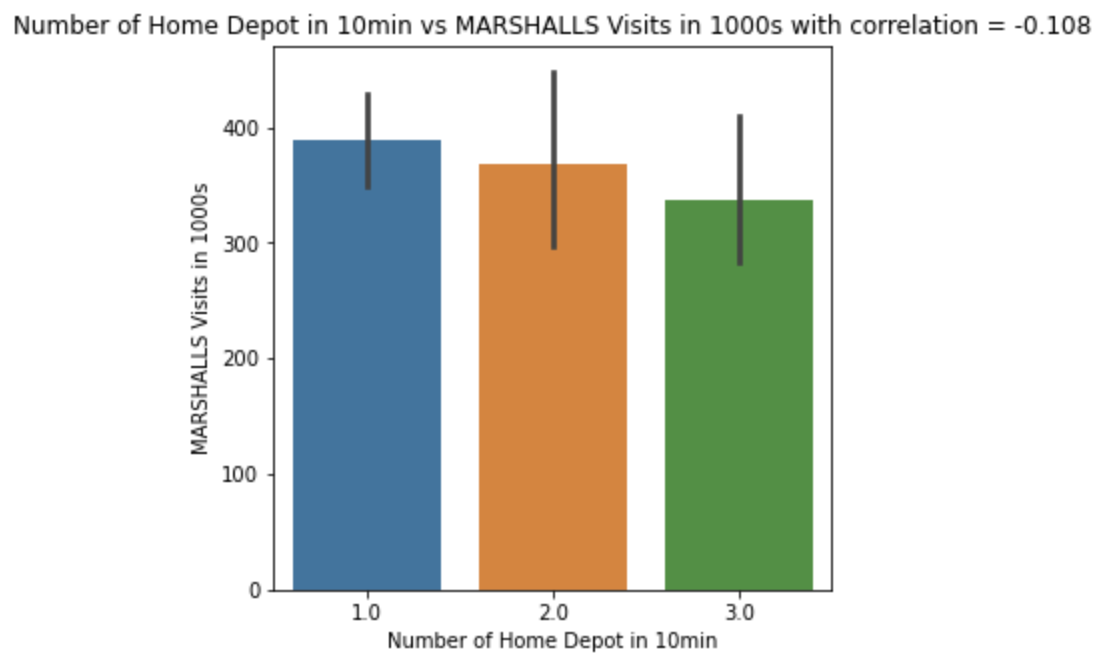 Number of Home Depot in 10min vs MARSHALLS Visits in 1000s with correlation = -0.108
MARSHALLS Visits in 1000s
400
300
200
100
0
1.0 2.0 3.0
Number of Home Depot in 10min